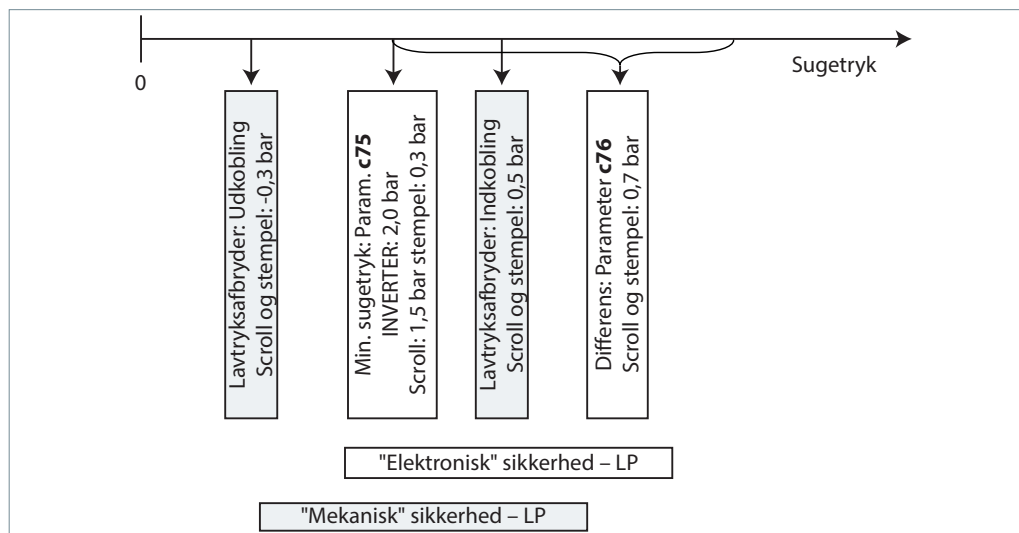 0
Sugetryk
Lavtryksafbryder: Udkobling
Scroll og stempel: -0,3 bar
Min. sugetryk: Param. c75
INVERTER: 2,0 bar
Scroll: 1,5 bar stempel: 0,3 bar
Lavtryksafbryder: Indkobling
Scroll og stempel: 0,5 bar
Differens: Parameter c76
Scroll og stempel: 0,7 bar
"Elektronisk" sikkerhed – LP
"Mekanisk" sikkerhed – LP